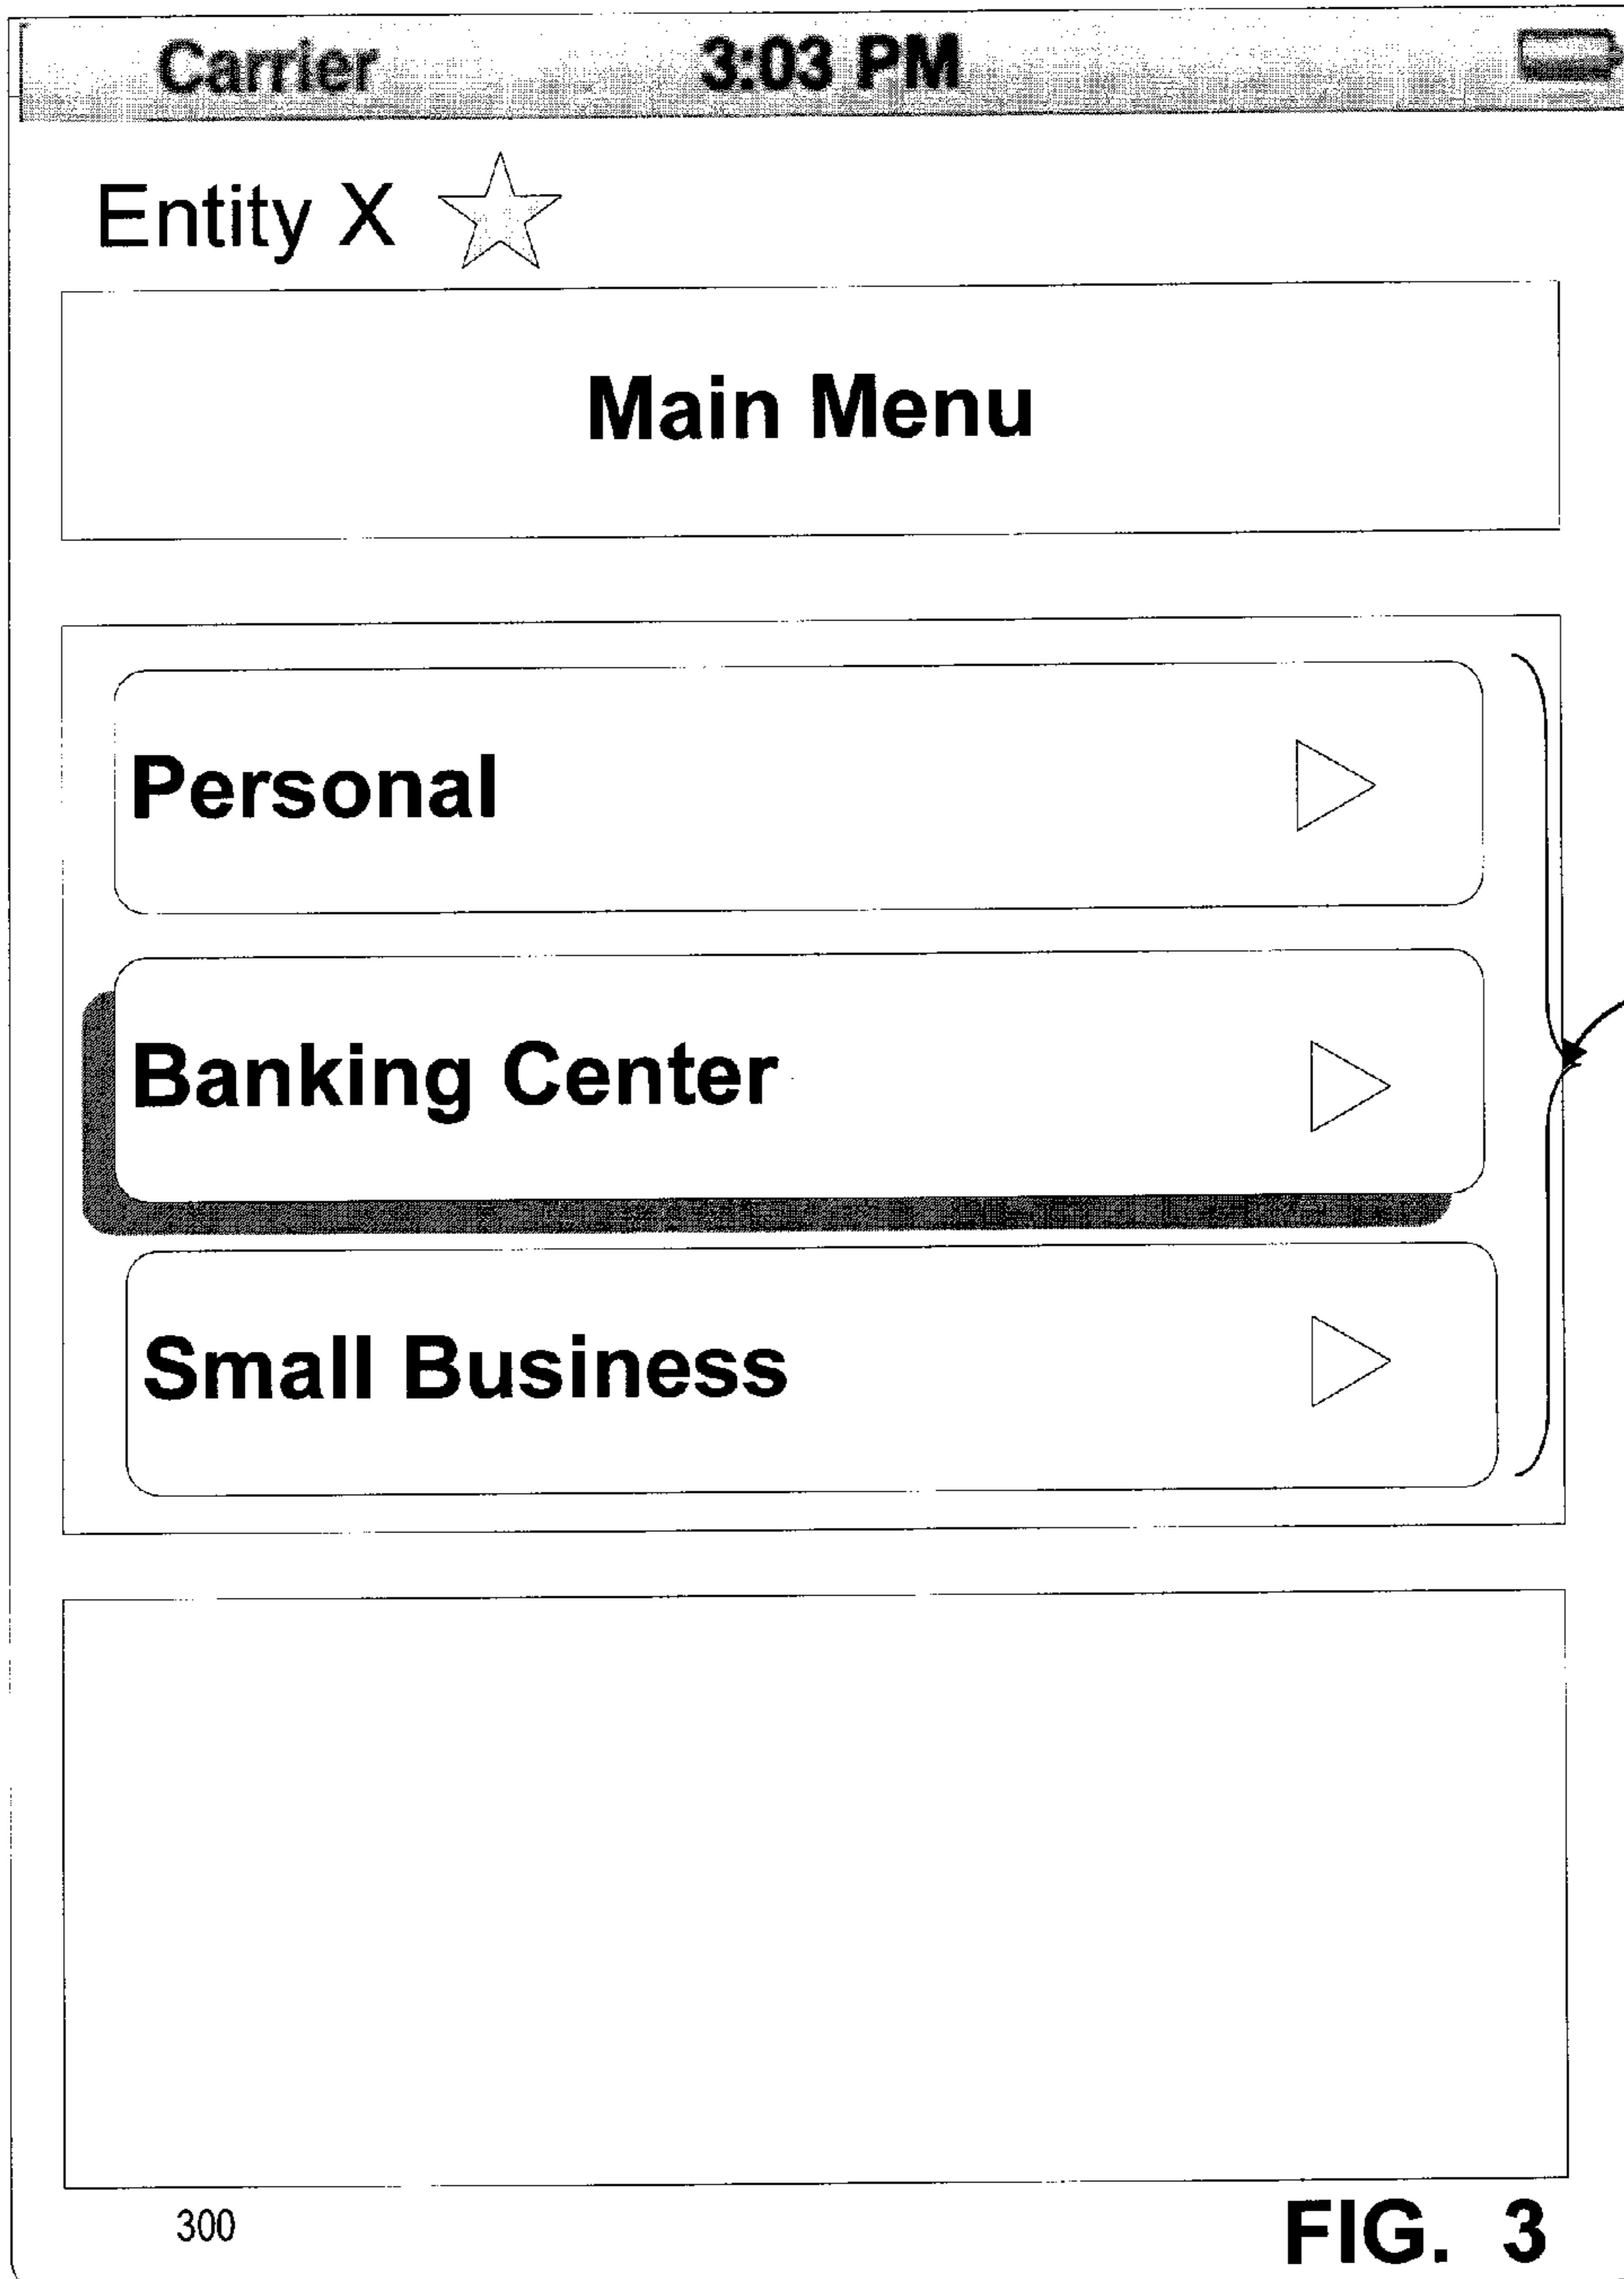 Carrier 3:03 PM
Entity X
Main Menu
Personal
Banking Center
Small Business
300 FIG. 3